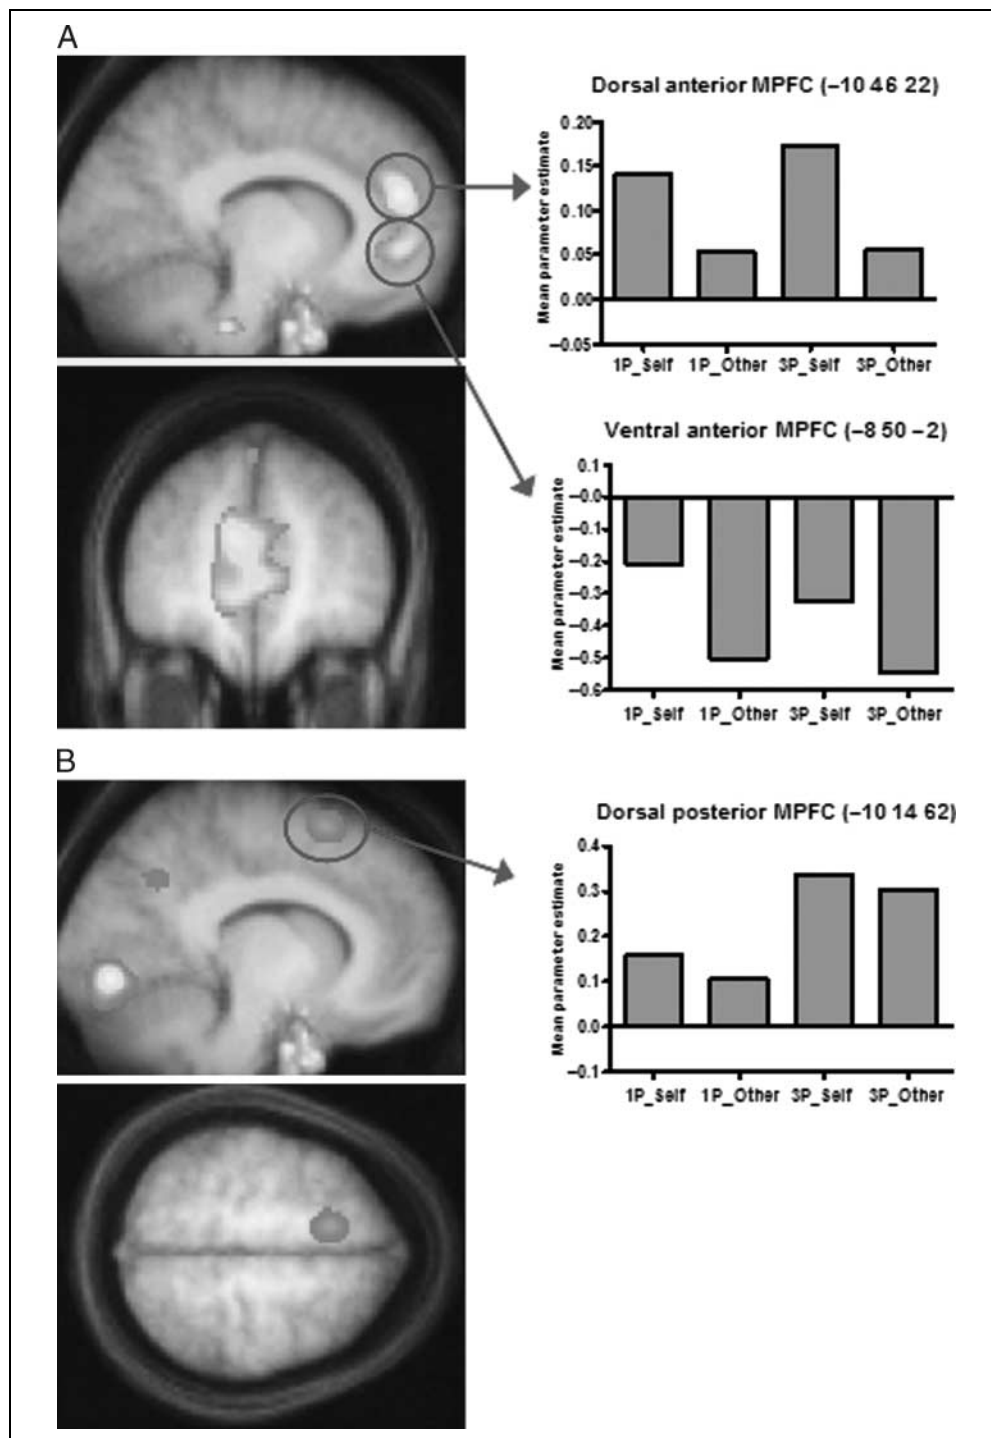 A
Dorsal anterior MPFC (–10 46 22)
Mean parameter estimate
0.20
0.15
0.10
0.05
0.00
–0.05
1P_Self 1P_Other 3P_Self 3P_Other
Ventral anterior MPFC (–8 50 –2)
Mean parameter estimate
0.1
–0.0
–0.1
–0.2
–0.3
–0.4
–0.5
–0.6
1P_Self 1P_Other 3P_Self 3P_Other
B
Dorsal posterior MPFC (–10 14 62)
Mean parameter estimate
0.4
0.3
0.2
0.1
0.0
–0.1
1P_Self 1P_Other 3P_Self 3P_Other